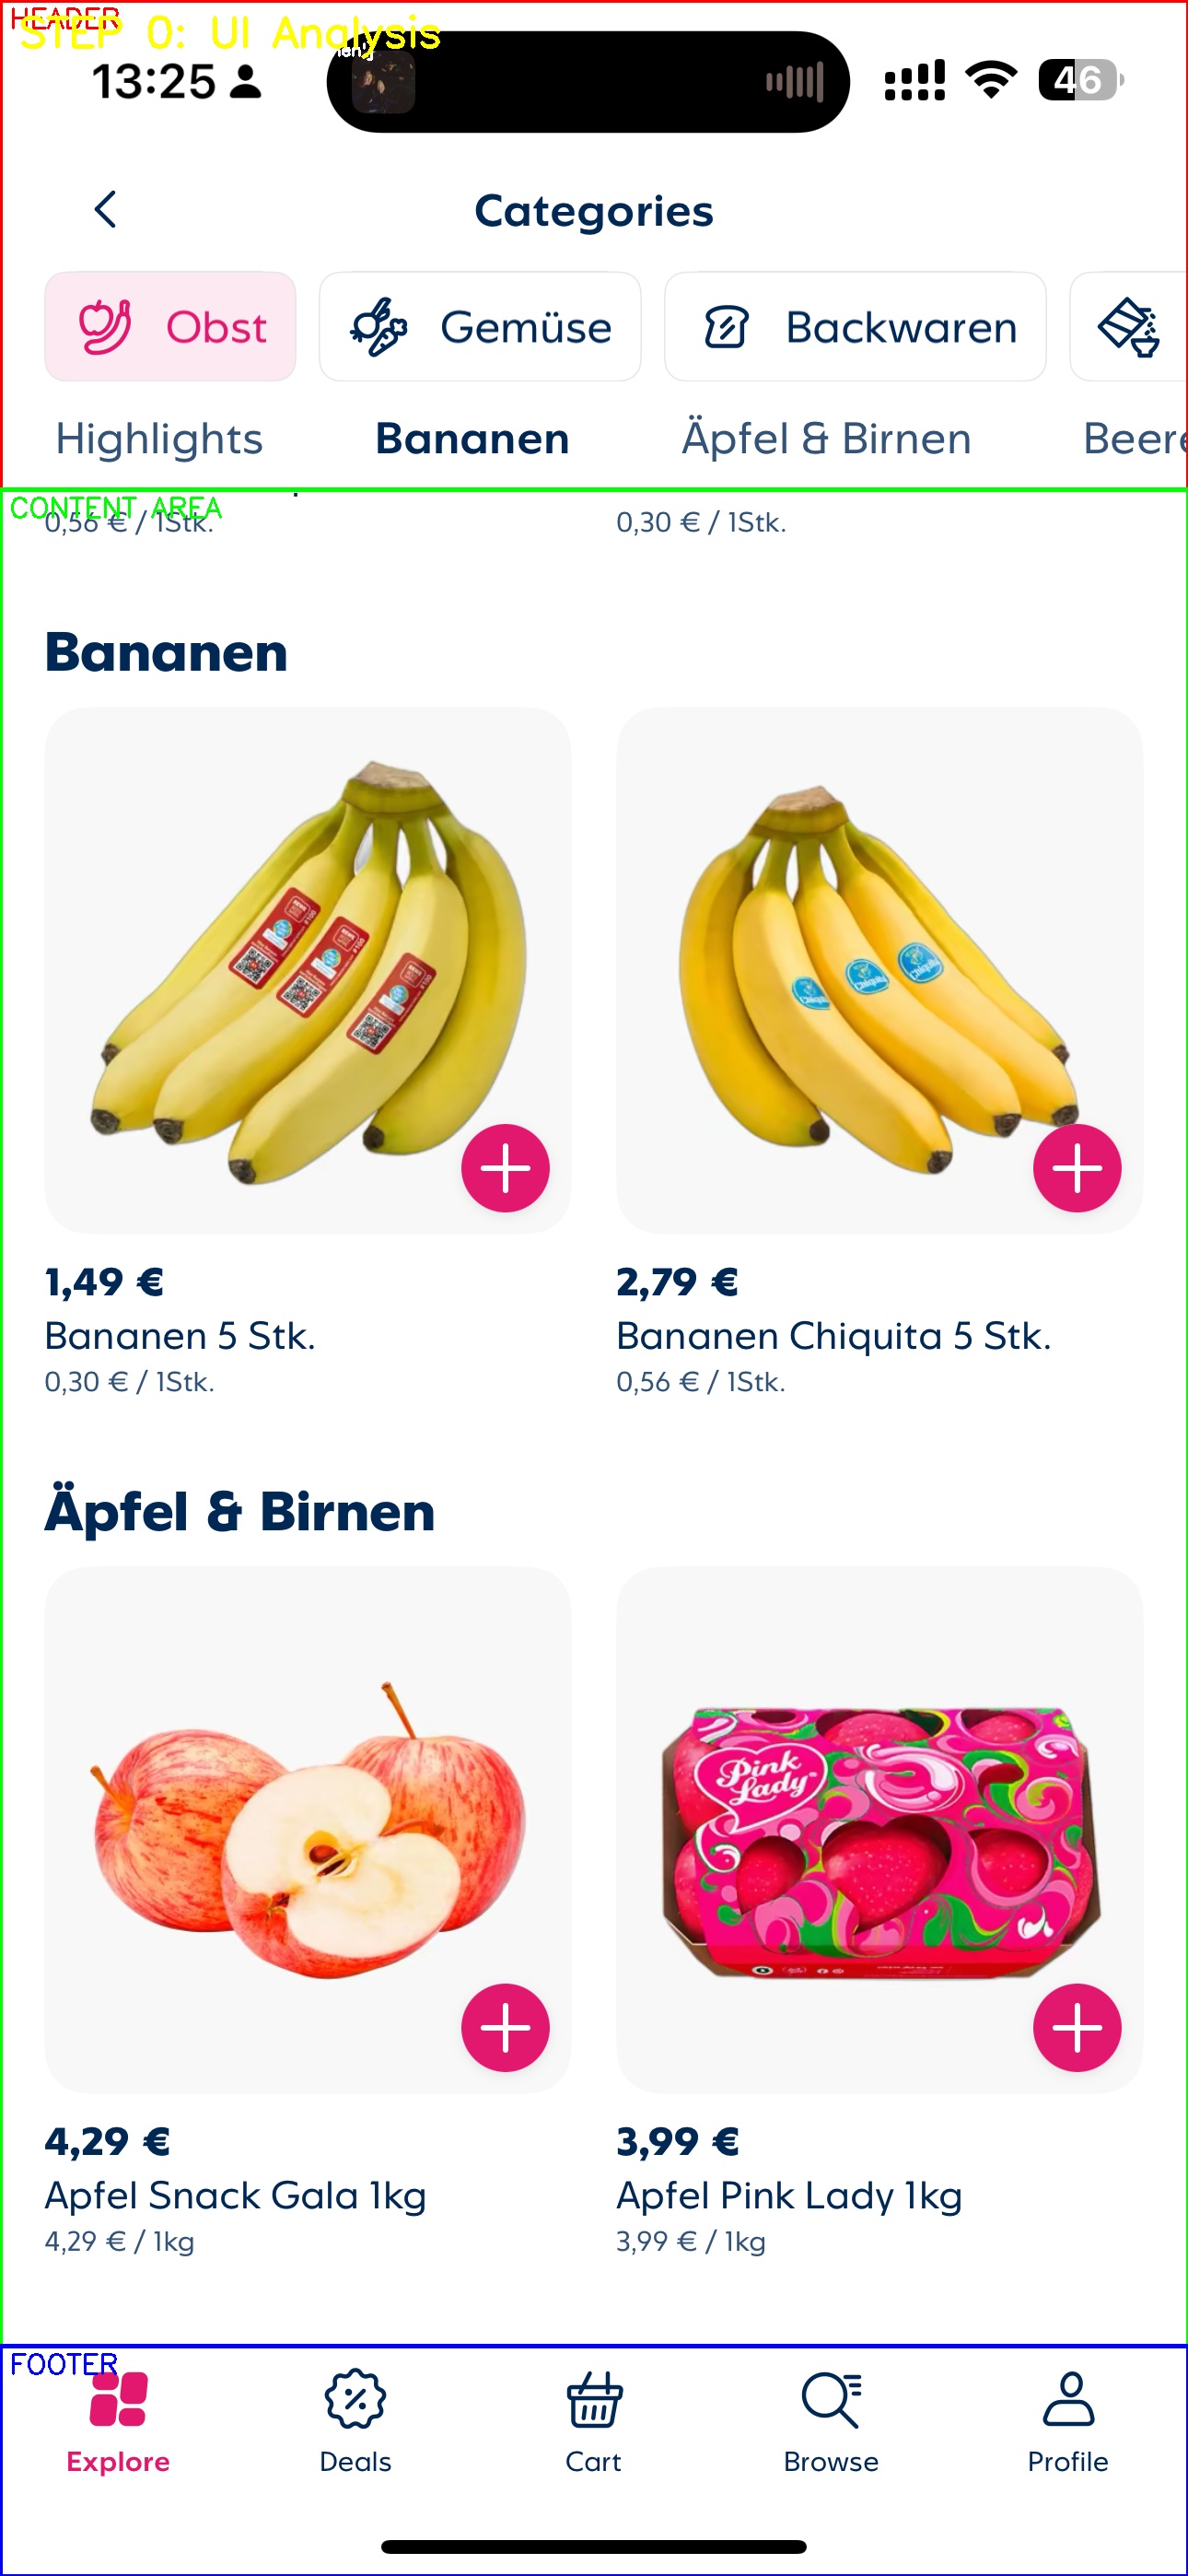 HEADER
STEP 0: UI Analysis
13:25
46
Categories
Obst
Gemüse
Backwaren
Highlights
Bananen
Äpfel & Birnen
CONTENT AREA
0,56 € / 1Stk.
0,30 € / 1Stk.
Bananen
Chiquita
1,49 €
2,79 €
Bananen 5 Stk.
Bananen Chiquita 5 Stk.
0,30 € / 1Stk.
0,56 € / 1Stk.
Äpfel & Birnen
Pink
Lady
4,29 €
3,99 €
Apfel Snack Gala 1kg
Apfel Pink Lady 1kg
4,29 € / 1kg
3,99 € / 1kg
FOOTER
Explore
Deals
Cart
Browse
Profile